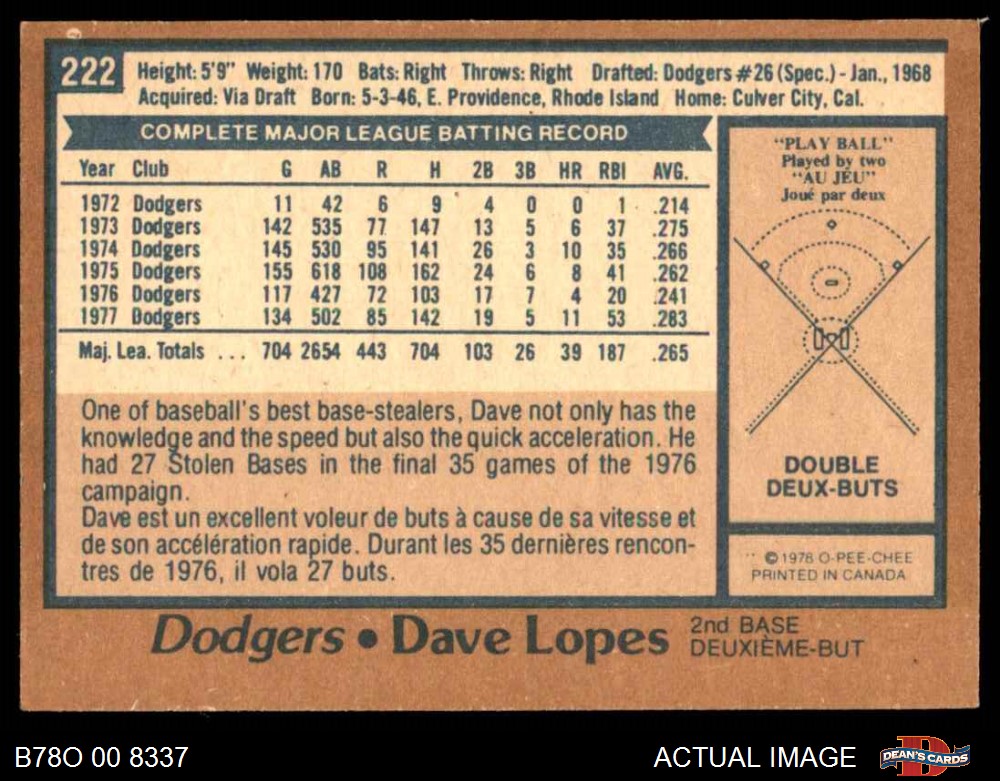 222
Height: 5'9" Weight: 170 Bats: Right Throws: Right Drafted: Dodgers #26 (Spec.) - Jan., 1968
Acquired: Via Draft Born: 5-3-46, E. Providence, Rhode Island Home: Culver City, Cal.
COMPLETE MAJOR LEAGUE BATTING RECORD
Year Club G AB R H 2B 3B HR RBI AVG.
1972 Dodgers 11 42 6 9 4 0 0 1 .214
1973 Dodgers 142 535 77 147 13 5 6 37 .275
1974 Dodgers 145 530 95 141 26 3 10 35 .266
1975 Dodgers 155 618 108 162 24 6 8 41 .262
1976 Dodgers 117 427 72 103 17 7 4 20 .241
1977 Dodgers 134 502 85 142 19 5 11 53 .283
Maj. Lea. Totals ... 704 2654 443 704 103 26 39 187 .265
One of baseball's best base-stealers, Dave not only has the
knowledge and the speed but also the quick acceleration. He
had 27 Stolen Bases in the final 35 games of the 1976
campaign.
Dave est un excellent voleur de buts à cause de sa vitesse et
de son accélération rapide. Durant les 35 dernières rencon-
tres de 1976, il vola 27 buts.
"PLAY BALL"
Played by two
"AU JEU"
Joué par deux
DOUBLE
DEUX-BUTS
© 1978 O-PEE-CHEE
PRINTED IN CANADA
Dodgers • Dave Lopes
2nd BASE
DEUXIÈME-BUT
B78O 00 8337
ACTUAL IMAGE
DEAN'S CARDS